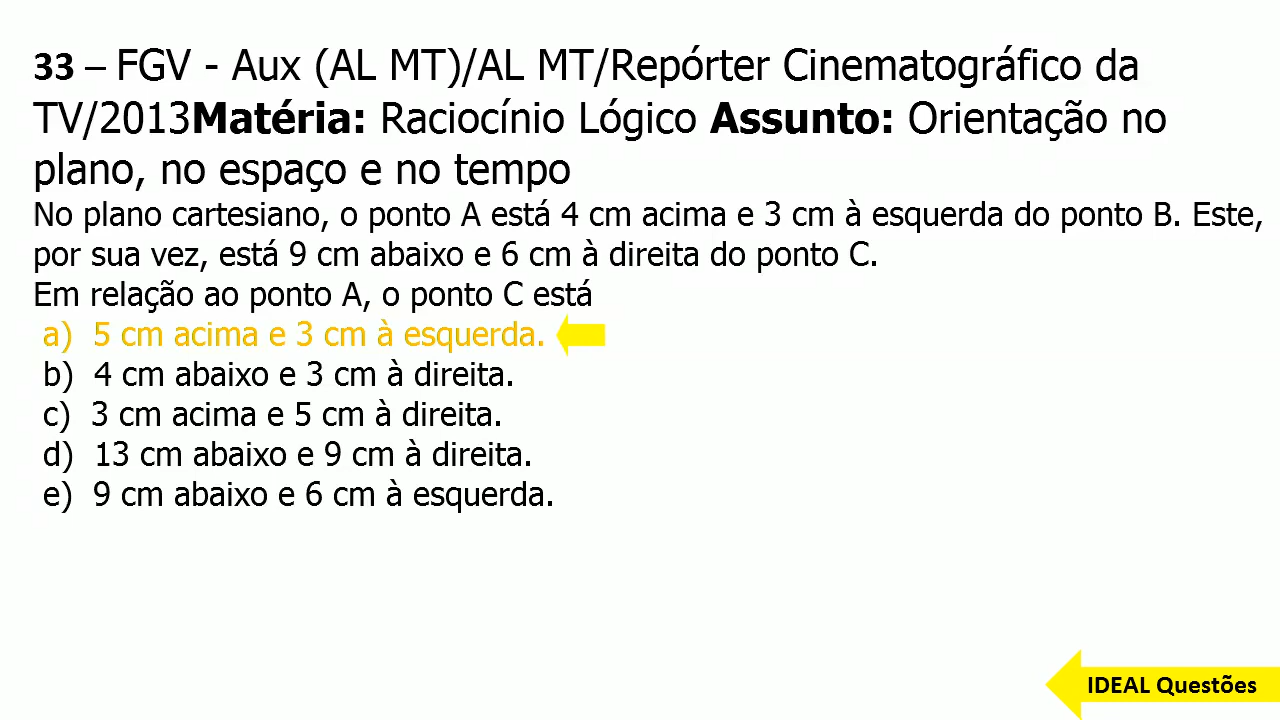 33 – FGV - Aux (AL MT)/AL MT/Repórter Cinematográfico da
TV/2013Matéria: Raciocínio Lógico Assunto: Orientação no
plano, no espaço e no tempo
No plano cartesiano, o ponto A está 4 cm acima e 3 cm à esquerda do ponto B. Este,
por sua vez, está 9 cm abaixo e 6 cm à direita do ponto C.
Em relação ao ponto A, o ponto C está
a) 5 cm acima e 3 cm à esquerda.
b) 4 cm abaixo e 3 cm à direita.
c) 3 cm acima e 5 cm à direita.
d) 13 cm abaixo e 9 cm à direita.
e) 9 cm abaixo e 6 cm à esquerda.
IDEAL Questões